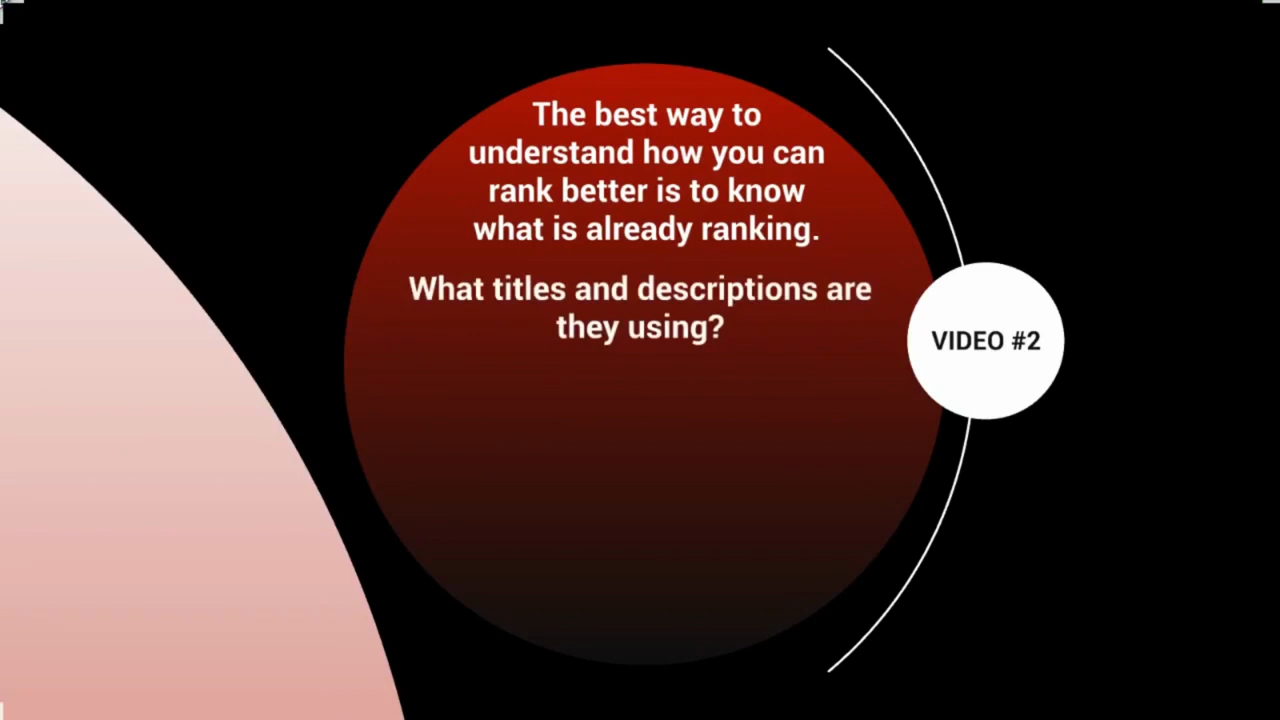 The best way to
understand how you can
rank better is to know
what is already ranking.
What titles and descriptions are
they using?
VIDEO #2